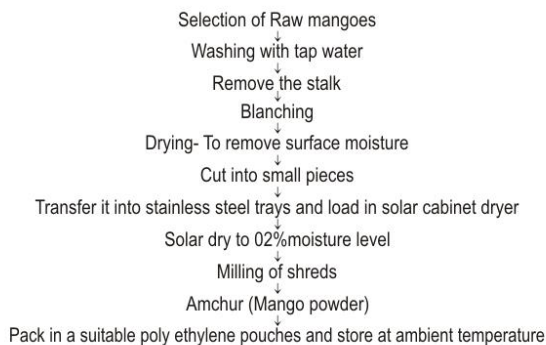 Selection of Raw mangoes
Washing with tap water
Remove the stalk
Blanching
Drying- To remove surface moisture
Cut into small pieces
Transfer it into stainless steel trays and load in solar cabinet dryer
Solar dry to 02%moisture level
Milling of shreds
Amchur (Mango powder)
Pack in a suitable poly ethylene pouches and store at ambient temperature